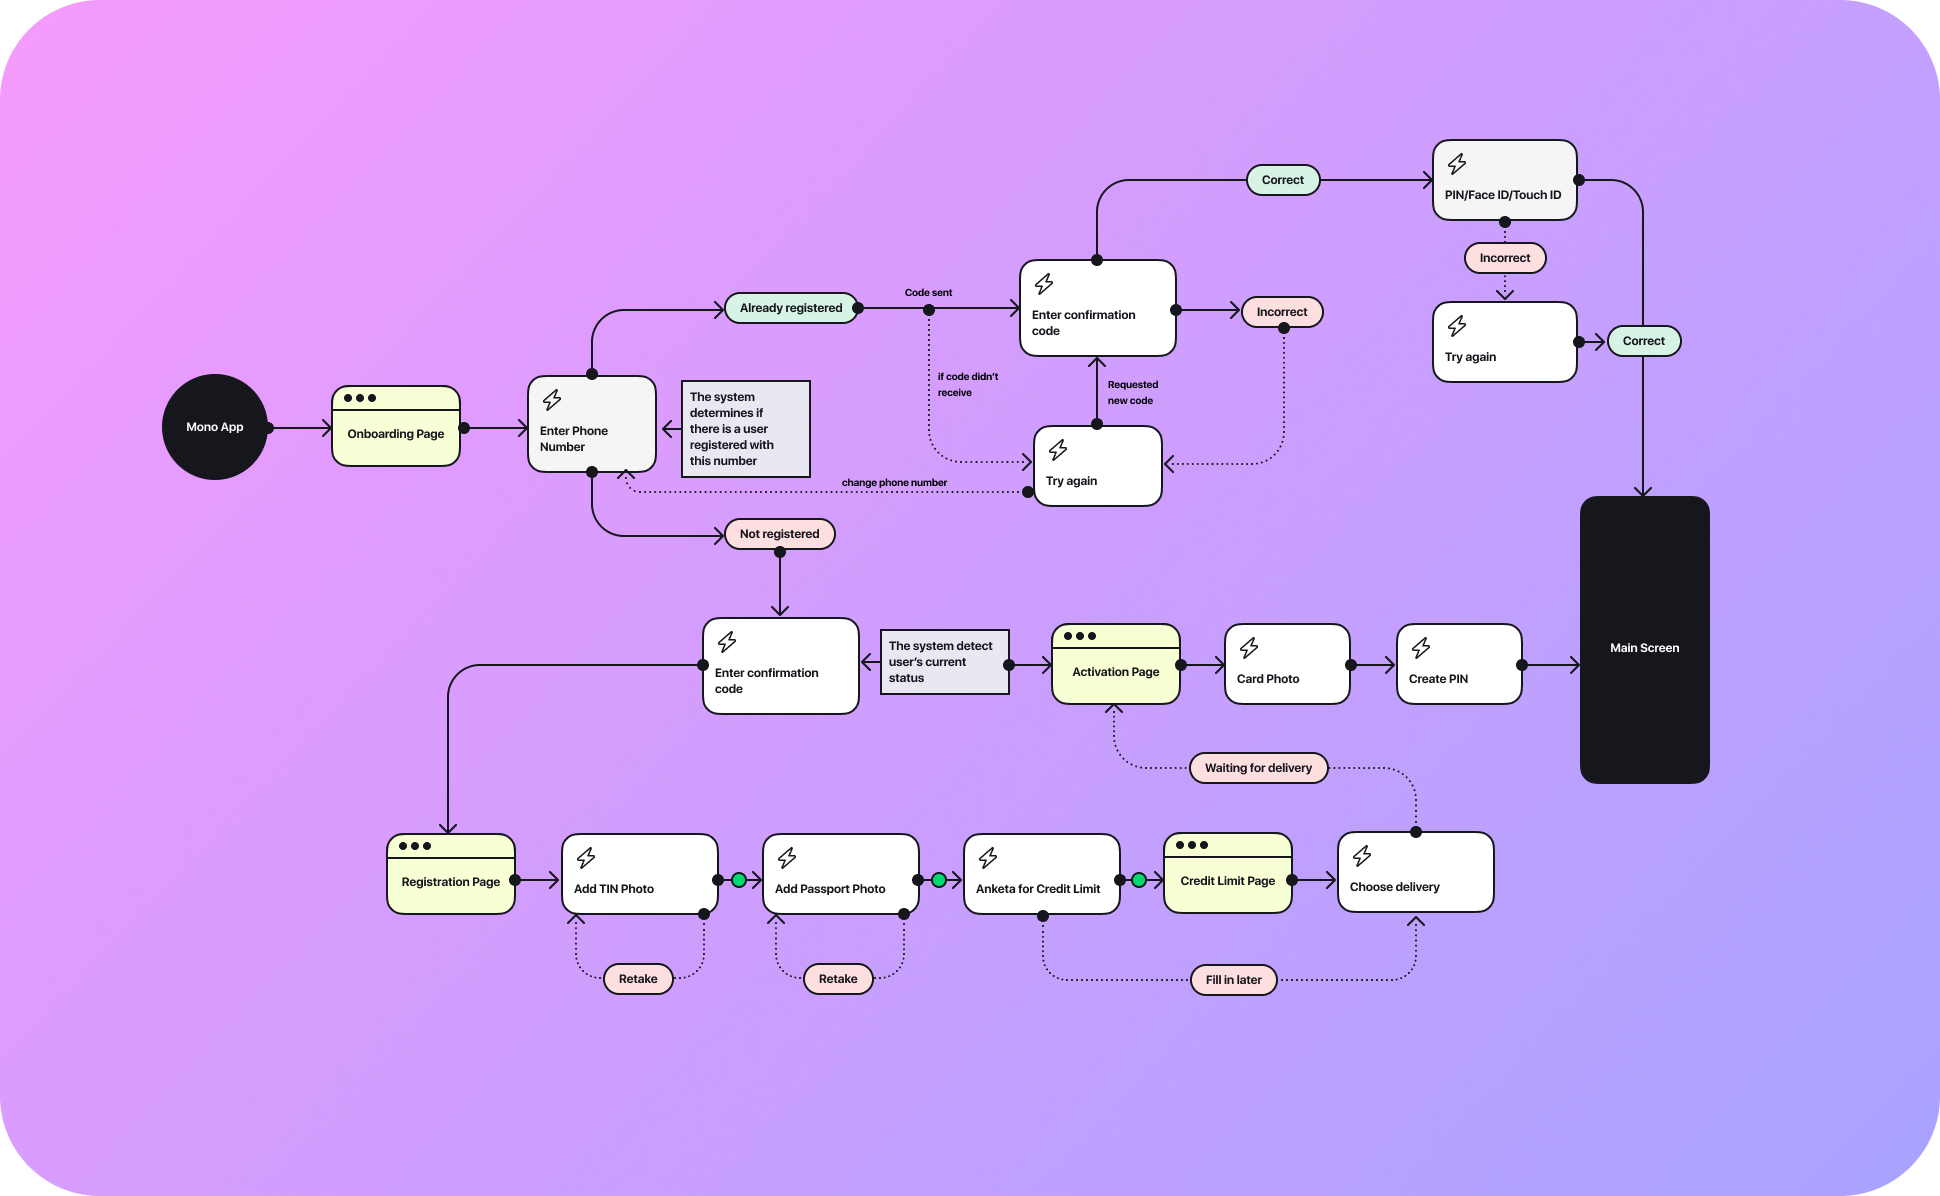 Correct
PIN/Face ID/Touch ID
Incorrect
Already registered
Code sent
Enter confirmation
code
Incorrect
Try again
Correct
if code didn't
receive
Requested
new code
Mono App
Onboarding Page
Enter Phone
Number
The system
determines if
there is a user
registered with
this number
Try again
change phone number
Not registered
Enter confirmation
code
The system detect
user's current
status
Activation Page
Card Photo
Create PIN
Main Screen
Waiting for delivery
Registration Page
Add TIN Photo
Add Passport Photo
Anketa for Credit Limit
Credit Limit Page
Choose delivery
Retake
Retake
Fill in later